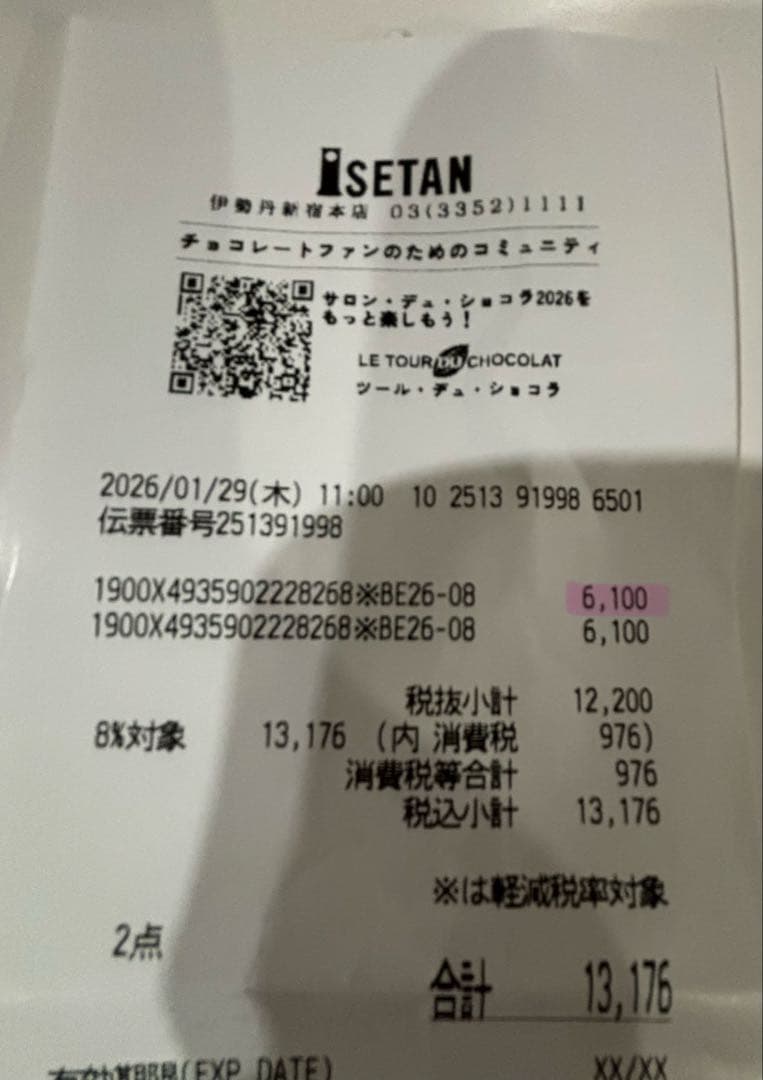 ISETAN
伊勢丹新宿本店 03(3352)1111
チョコレートファンのためのコミュニティ
サロン・デュ・ショコラ2026を
もっと楽しもう!
LE TOUR DU CHOCOLAT
ツール・デュ・ショコラ
2026/01/29(木) 11:00 10 2513 91998 6501
伝票番号251391998
1900X4935902228268※BE26-08 6,100
1900X4935902228268※BE26-08 6,100
税抜小計 12,200
8%対象 13,176 (内 消費税 976)
消費税等合計 976
税込小計 13,176
※は軽減税率対象
2点
合計 13,176
有効期限(EXP DATE) XX/XX